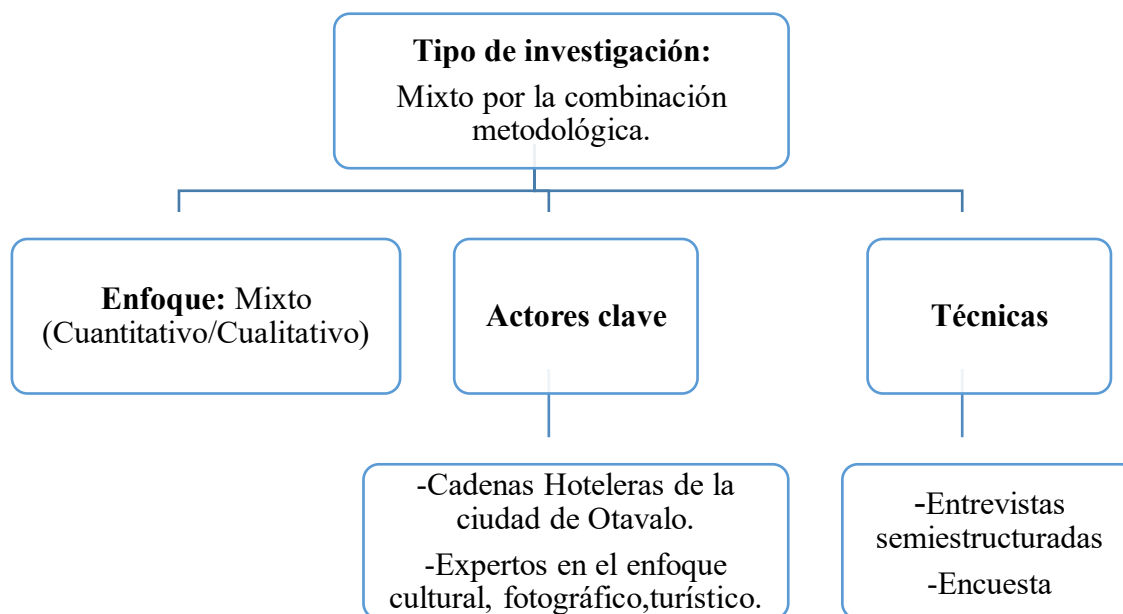 Tipo de investigación:
Mixto por la combinación
metodológica.
Enfoque: Mixto
(Cuantitativo/Cualitativo)
Actores clave
Técnicas
-Cadenas Hoteleras de la
ciudad de Otavalo.
-Expertos en el enfoque
cultural, fotográfico,turístico.
-Entrevistas
semiestructuradas
-Encuesta